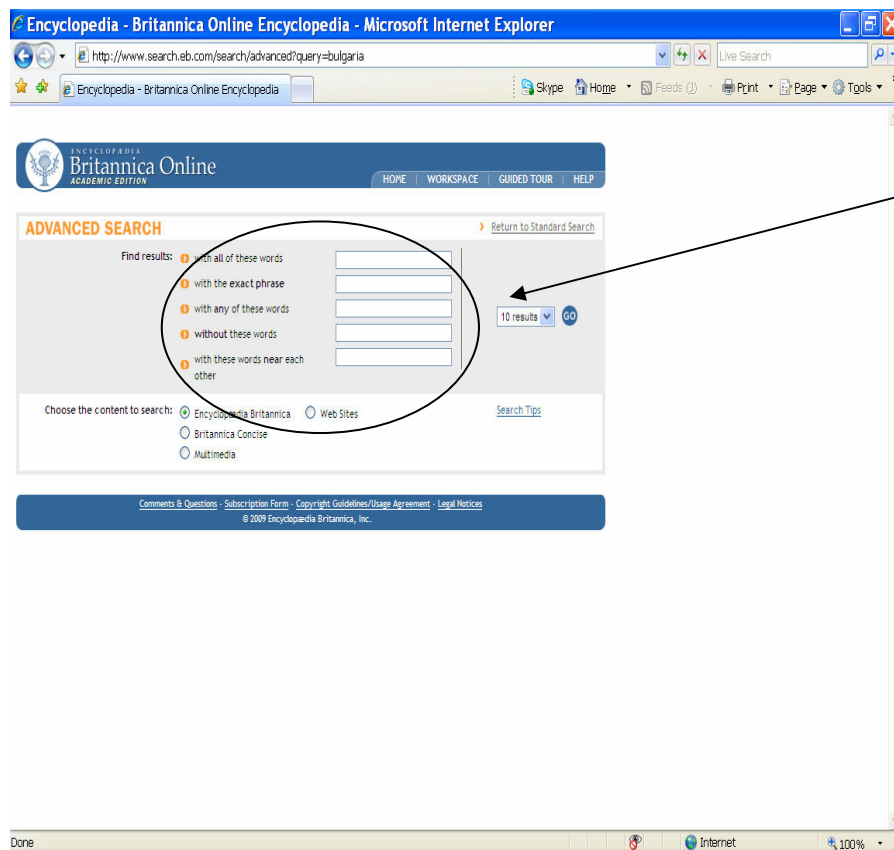 Encyclopedia - Britannica Online Encyclopedia - Microsoft Internet Explorer
http://www.search.eb.com/search/advanced?query=bulgaria
Live Search
Encyclopedia - Britannica Online Encyclopedia
Skype Home Feeds (J) Print Page Tools
ENCYCLOPÆDIA
Britannica Online
ACADEMIC EDITION
HOME | WORKSPACE | GUIDED TOUR | HELP
ADVANCED SEARCH
Return to Standard Search
Find results: with all of these words
with the exact phrase
with any of these words
10 results GO
without these words
with these words near each
other
Choose the content to search: Encyclopædia Britannica Web Sites
Search Tips
Britannica Concise
Multimedia
Comments & Questions - Subscription Form - Copyright Guidelines/Usage Agreement - Legal Notices
© 2009 Encyclopædia Britannica, Inc.
Done
Internet
100%